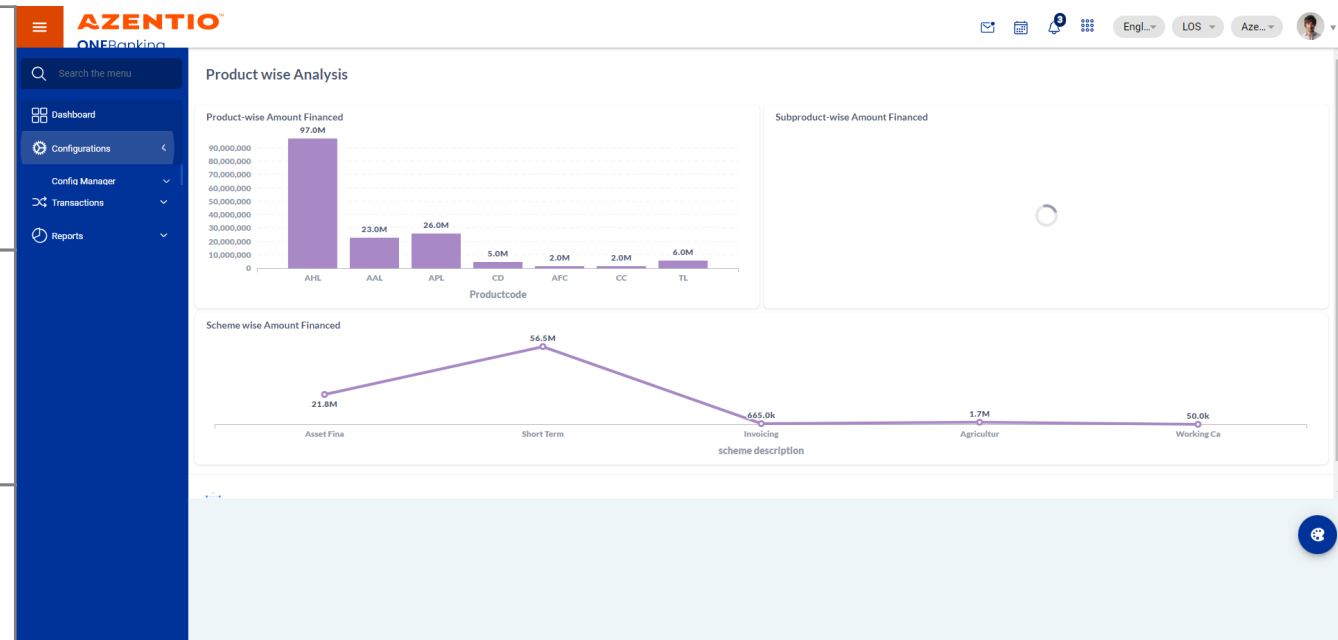 AZENTIO
ONEBanking
3
Engl...
LOS
Aze...
Search the menu
Dashboard
Configurations
Config Manager
Transactions
Reports
Product wise Analysis
Product-wise Amount Financed
97.0M
90,000,000
80,000,000
70,000,000
60,000,000
50,000,000
40,000,000
30,000,000
20,000,000
10,000,000
0
23.0M
26.0M
5.0M
2.0M
2.0M
6.0M
AHL AAL APL CD AFC CC TL
Productcode
Subproduct-wise Amount Financed
Scheme wise Amount Financed
56.5M
21.8M
665.0k
1.7M
50.0k
Asset Fina Short Term Invoicing Agricultur Working Ca
scheme description